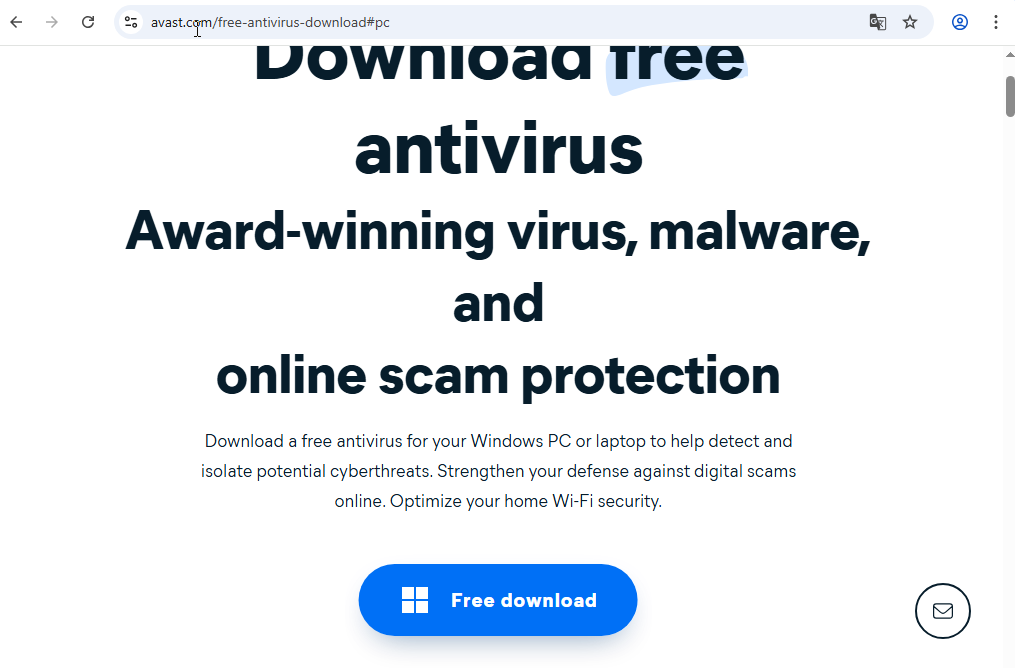 avast.com/free-antivirus-download#pc
Download free
antivirus
Award-winning virus, malware,
and
online scam protection
Download a free antivirus for your Windows PC or laptop to help detect and
isolate potential cyberthreats. Strengthen your defense against digital scams
online. Optimize your home Wi-Fi security.
Free download